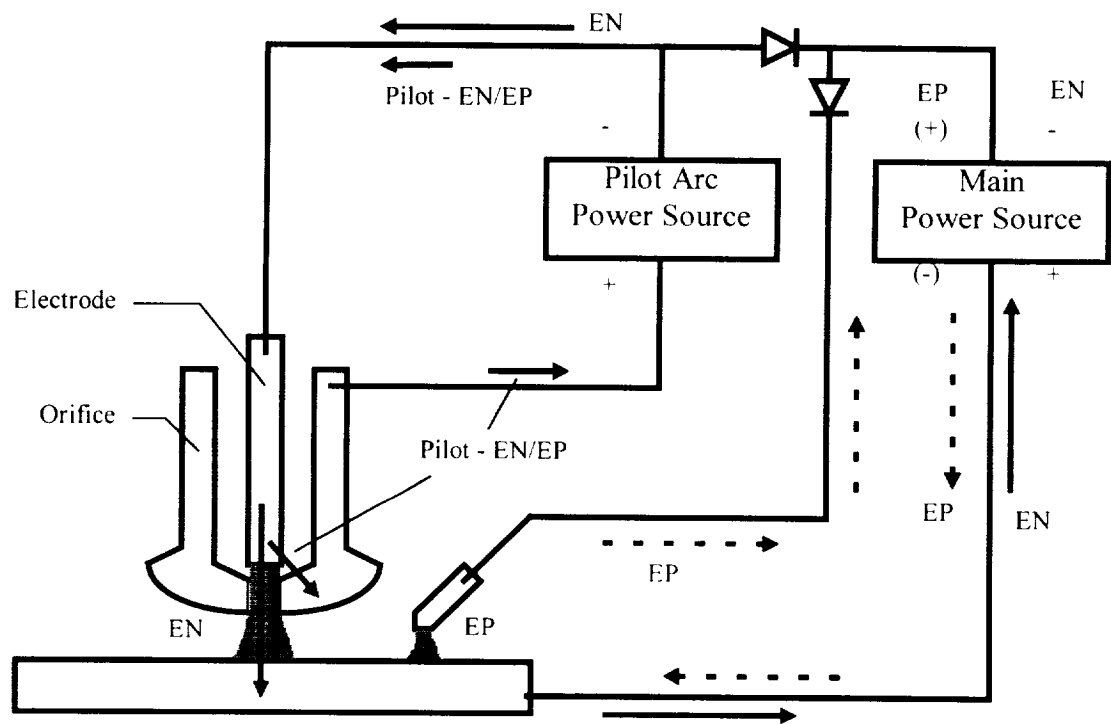 EN
Pilot - EN/EP
EP
EN
-
(+)
-
Pilot Arc
Power Source
Main
Power Source
+
(-)
+
Electrode
Orifice
Pilot - EN/EP
EP
EN
EP
EN
EP